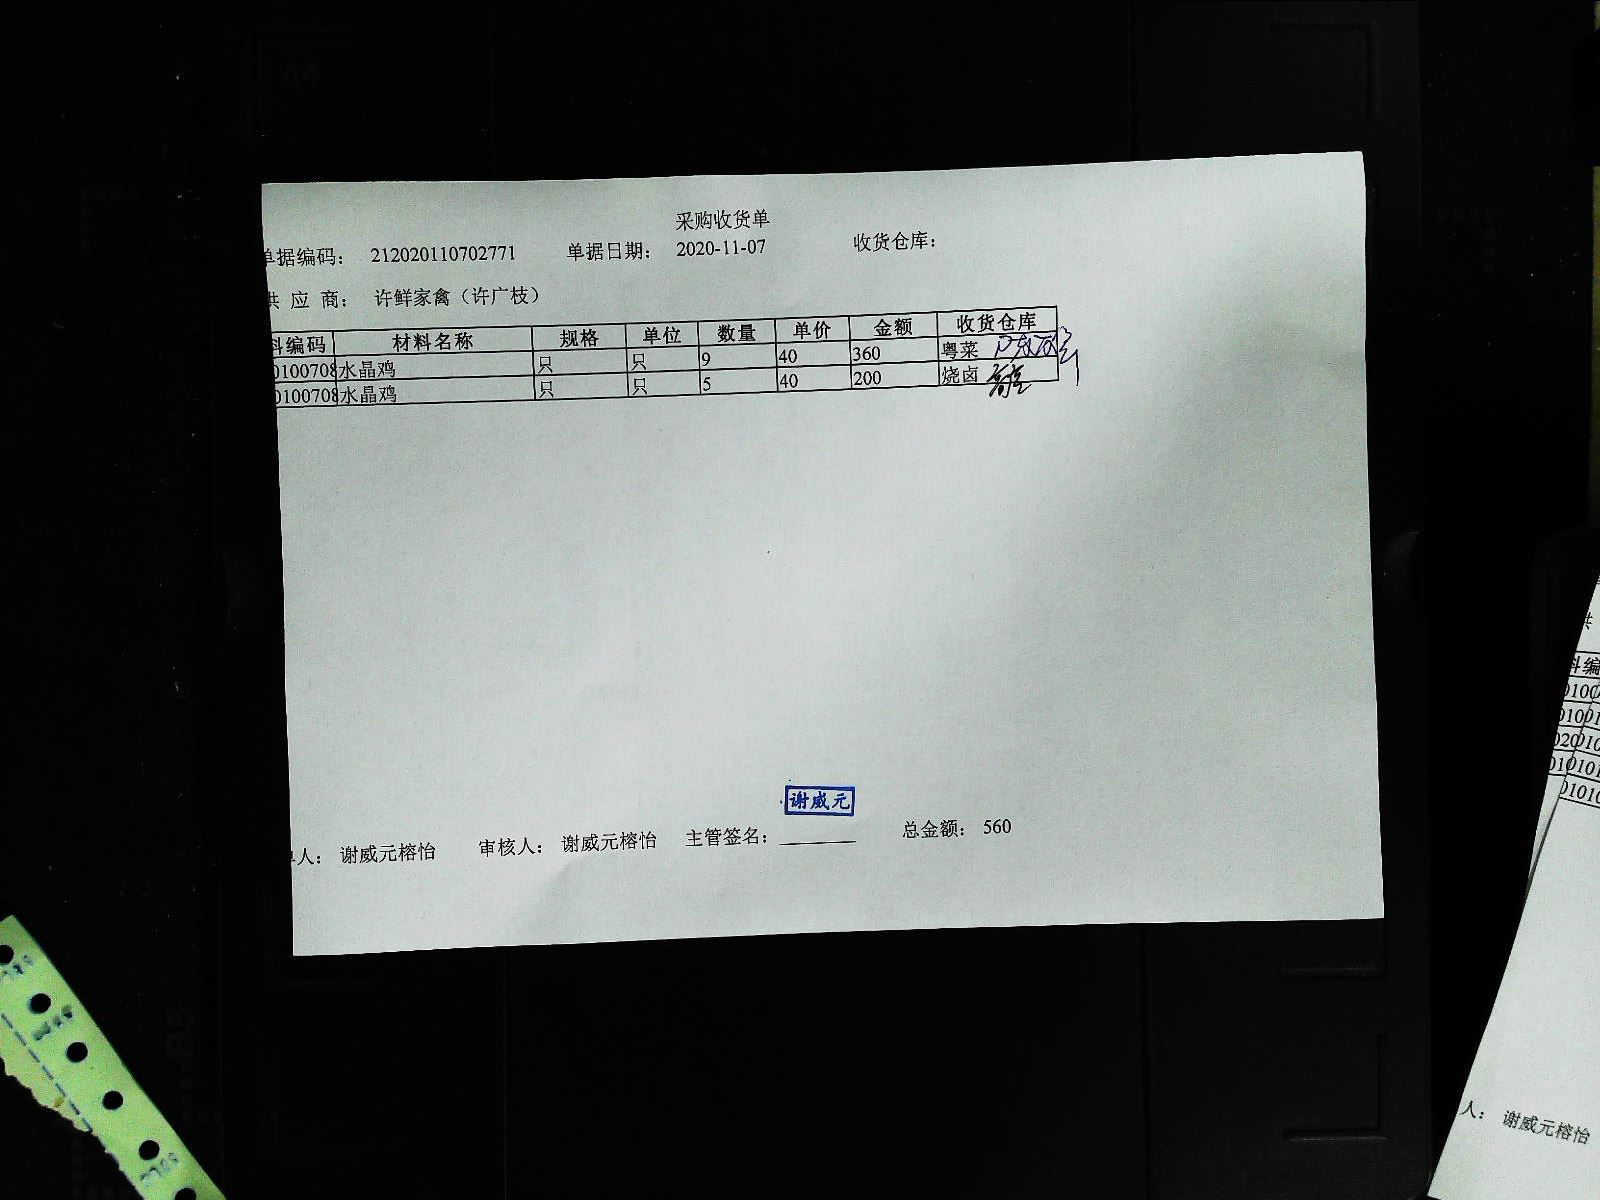 采购收货单
单据编码： 212020110702771 单据日期： 2020-11-07 收货仓库：
供 应 商： 许鲜家禽（许广枝）
料编码 材料名称 规格 单位 数量 单价 金额 收货仓库
0100708 水晶鸡 只 只 9 40 360 粤菜
0100708 水晶鸡 只 只 5 40 200 烧卤
谢威元
人： 谢威元榕怡 审核人： 谢威元榕怡 主管签名： 总金额： 560
供
料编
人： 谢威元榕怡